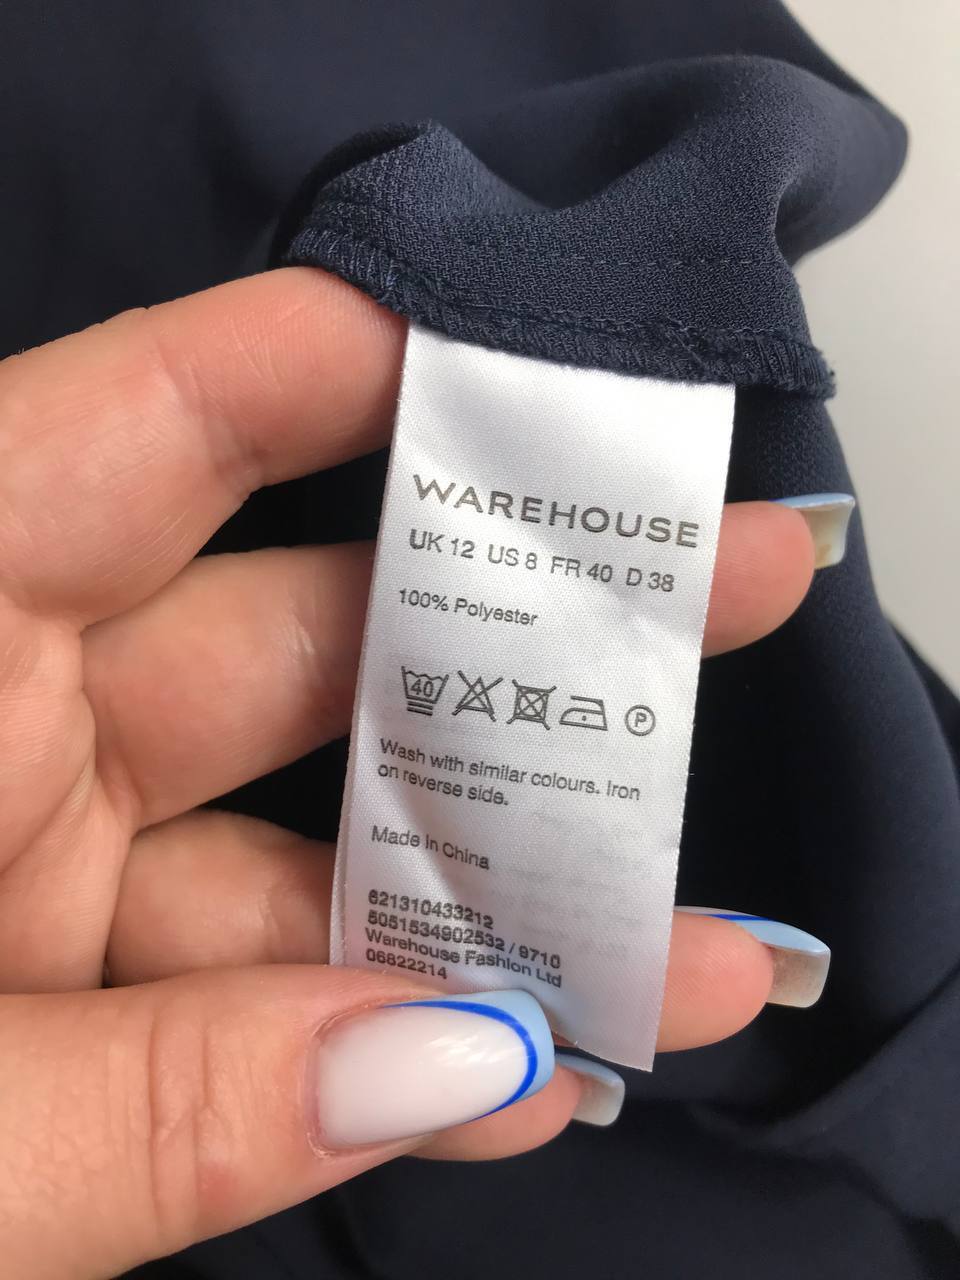 WAREHOUSE
UK 12 US 8 FR 40 D 38
100% Polyester
40
P
Wash with similar colours. Iron
on reverse side.
Made in China
621310433212
5051534902532 / 9710
Warehouse Fashion Ltd
06822214